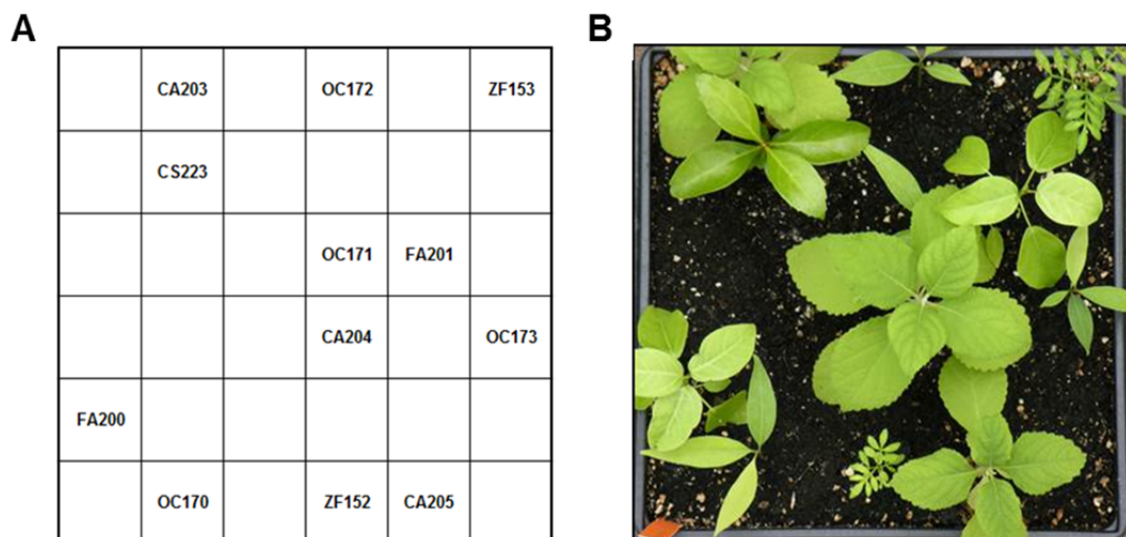 A
B
CA203 OC172 ZF153
CS223
OC171 FA201
CA204 OC173
FA200
OC170 ZF152 CA205